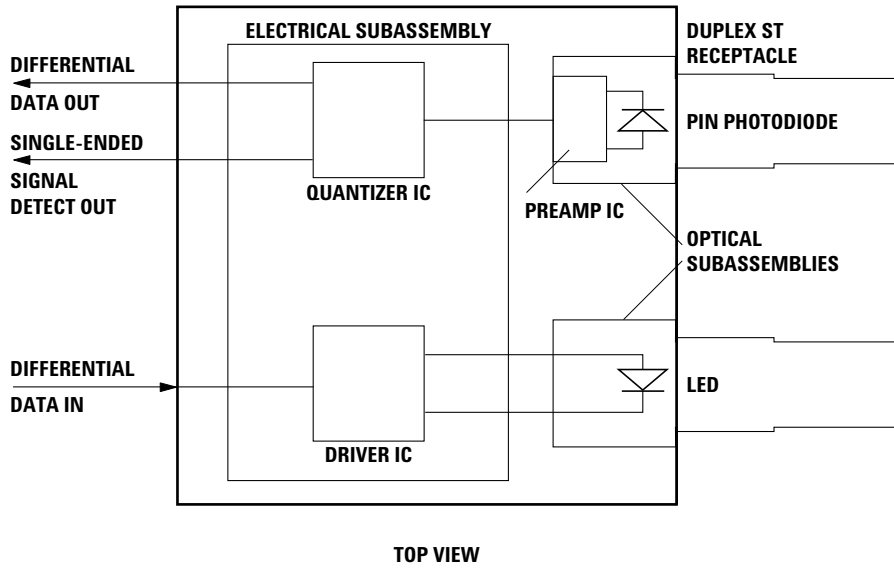 ELECTRICAL SUBASSEMBLY
DUPLEX ST
RECEPTACLE
DIFFERENTIAL
DATA OUT
SINGLE-ENDED
SIGNAL
DETECT OUT
QUANTIZER IC
PREAMP IC
PIN PHOTODIODE
OPTICAL
SUBASSEMBLIES
DIFFERENTIAL
DATA IN
DRIVER IC
LED
TOP VIEW